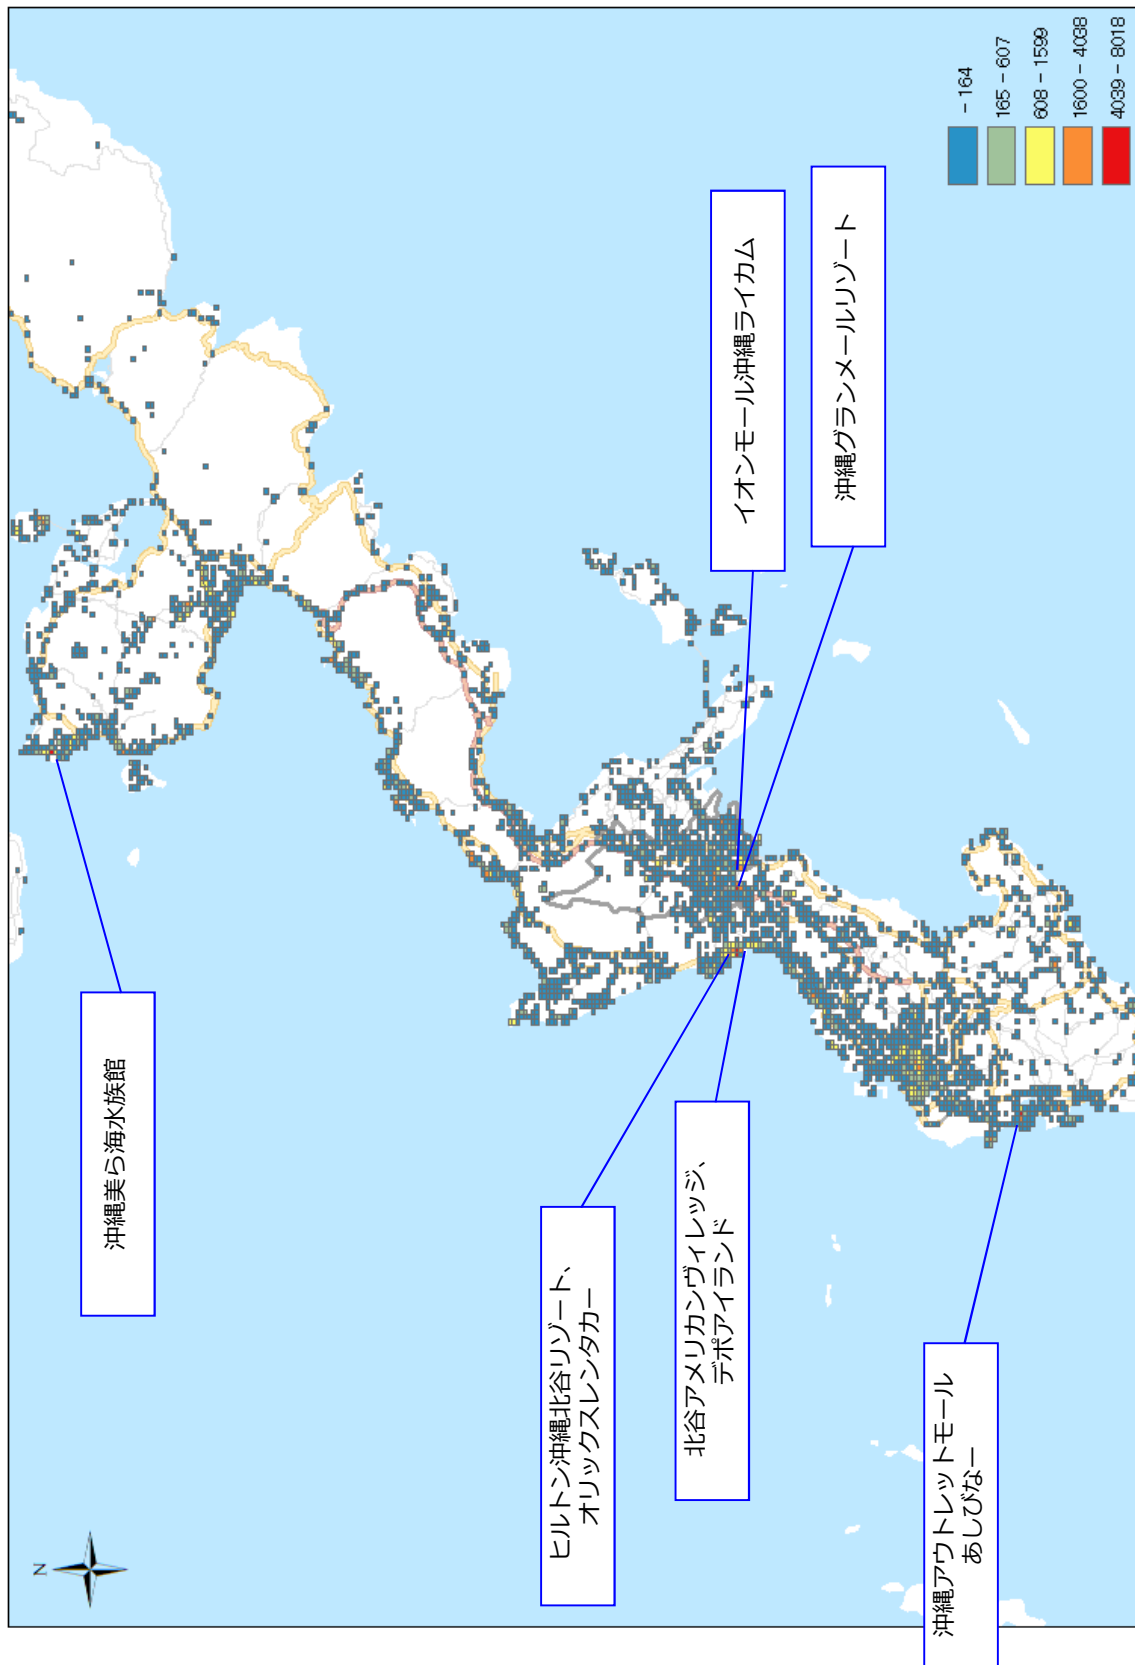 N
沖縄美ら海水族館
ヒルトン沖縄北谷リゾート、
オリックスレンタカー
北谷アメリカンヴィレッジ、
デポアイランド
沖縄アウトレットモール
あしびなー
イオンモール沖縄ライカム
沖縄グランメールリゾート
- 164
165 - 607
608 - 1599
1600 - 4038
4039 - 8018